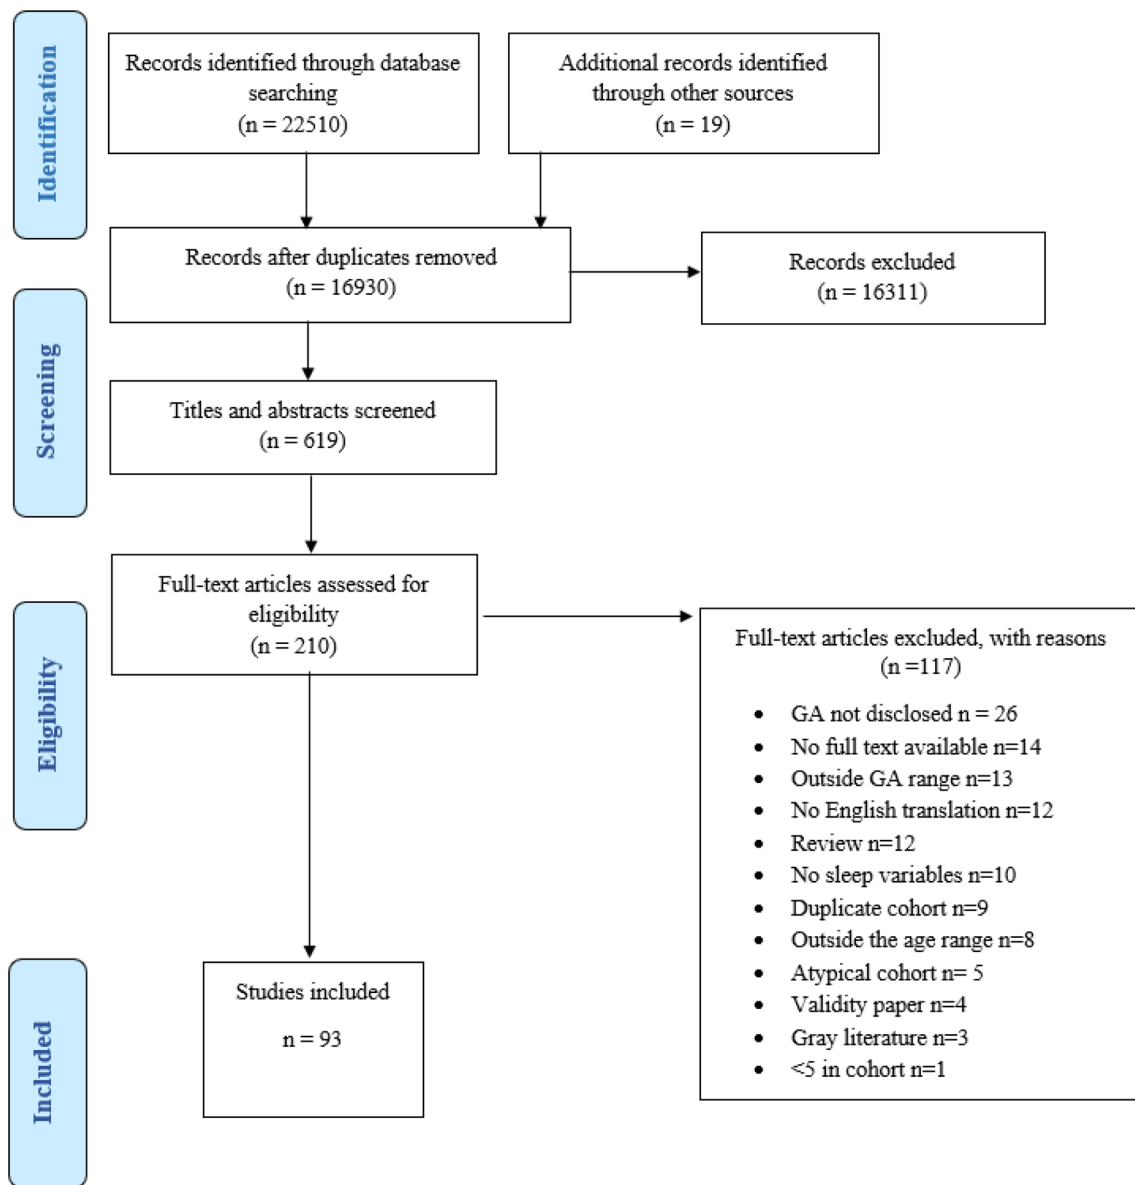 Identification
Records identified through database
searching
(n = 22510)
Additional records identified
through other sources
(n = 19)
Records after duplicates removed
(n = 16930)
Records excluded
(n = 16311)
Screening
Titles and abstracts screened
(n = 619)
Eligibility
Full-text articles assessed for
eligibility
(n = 210)
Full-text articles excluded, with reasons
(n =117)
• GA not disclosed n = 26
• No full text available n=14
• Outside GA range n=13
• No English translation n=12
• Review n=12
• No sleep variables n=10
• Duplicate cohort n=9
• Outside the age range n=8
• Atypical cohort n= 5
• Validity paper n=4
• Gray literature n=3
• <5 in cohort n=1
Included
Studies included
n = 93